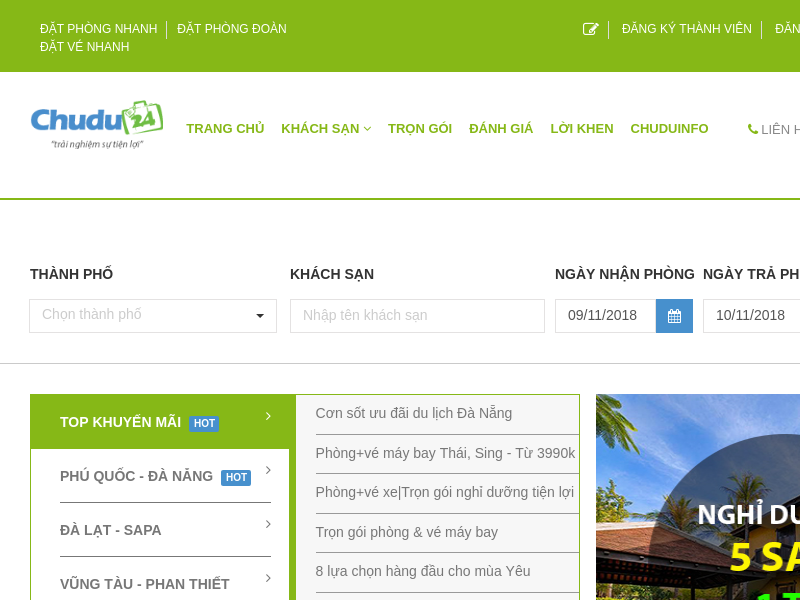 ĐẶT PHÒNG NHANH ĐẶT PHÒNG ĐOÀN
ĐẶT VÉ NHANH
ĐĂNG KÝ THÀNH VIÊN ĐĂN
Chudu24
"trải nghiệm sự tiện lợi"
TRANG CHỦ KHÁCH SẠN TRỌN GÓI ĐÁNH GIÁ LỜI KHEN CHUDUINFO LIÊN H
THÀNH PHỐ KHÁCH SẠN NGÀY NHẬN PHÒNG NGÀY TRẢ PH
Chọn thành phố Nhập tên khách sạn 09/11/2018 10/11/2018
TOP KHUYẾN MÃI HOT
PHÚ QUỐC - ĐÀ NẴNG HOT
ĐÀ LẠT - SAPA
VŨNG TÀU - PHAN THIẾT
Cơn sốt ưu đãi du lịch Đà Nẵng
Phòng+vé máy bay Thái, Sing - Từ 3990k
Phòng+vé xe|Trọn gói nghỉ dưỡng tiện lợi
Trọn gói phòng & vé máy bay
8 lựa chọn hàng đầu cho mùa Yêu
NGHỈ DƯ
5 SA
1 T